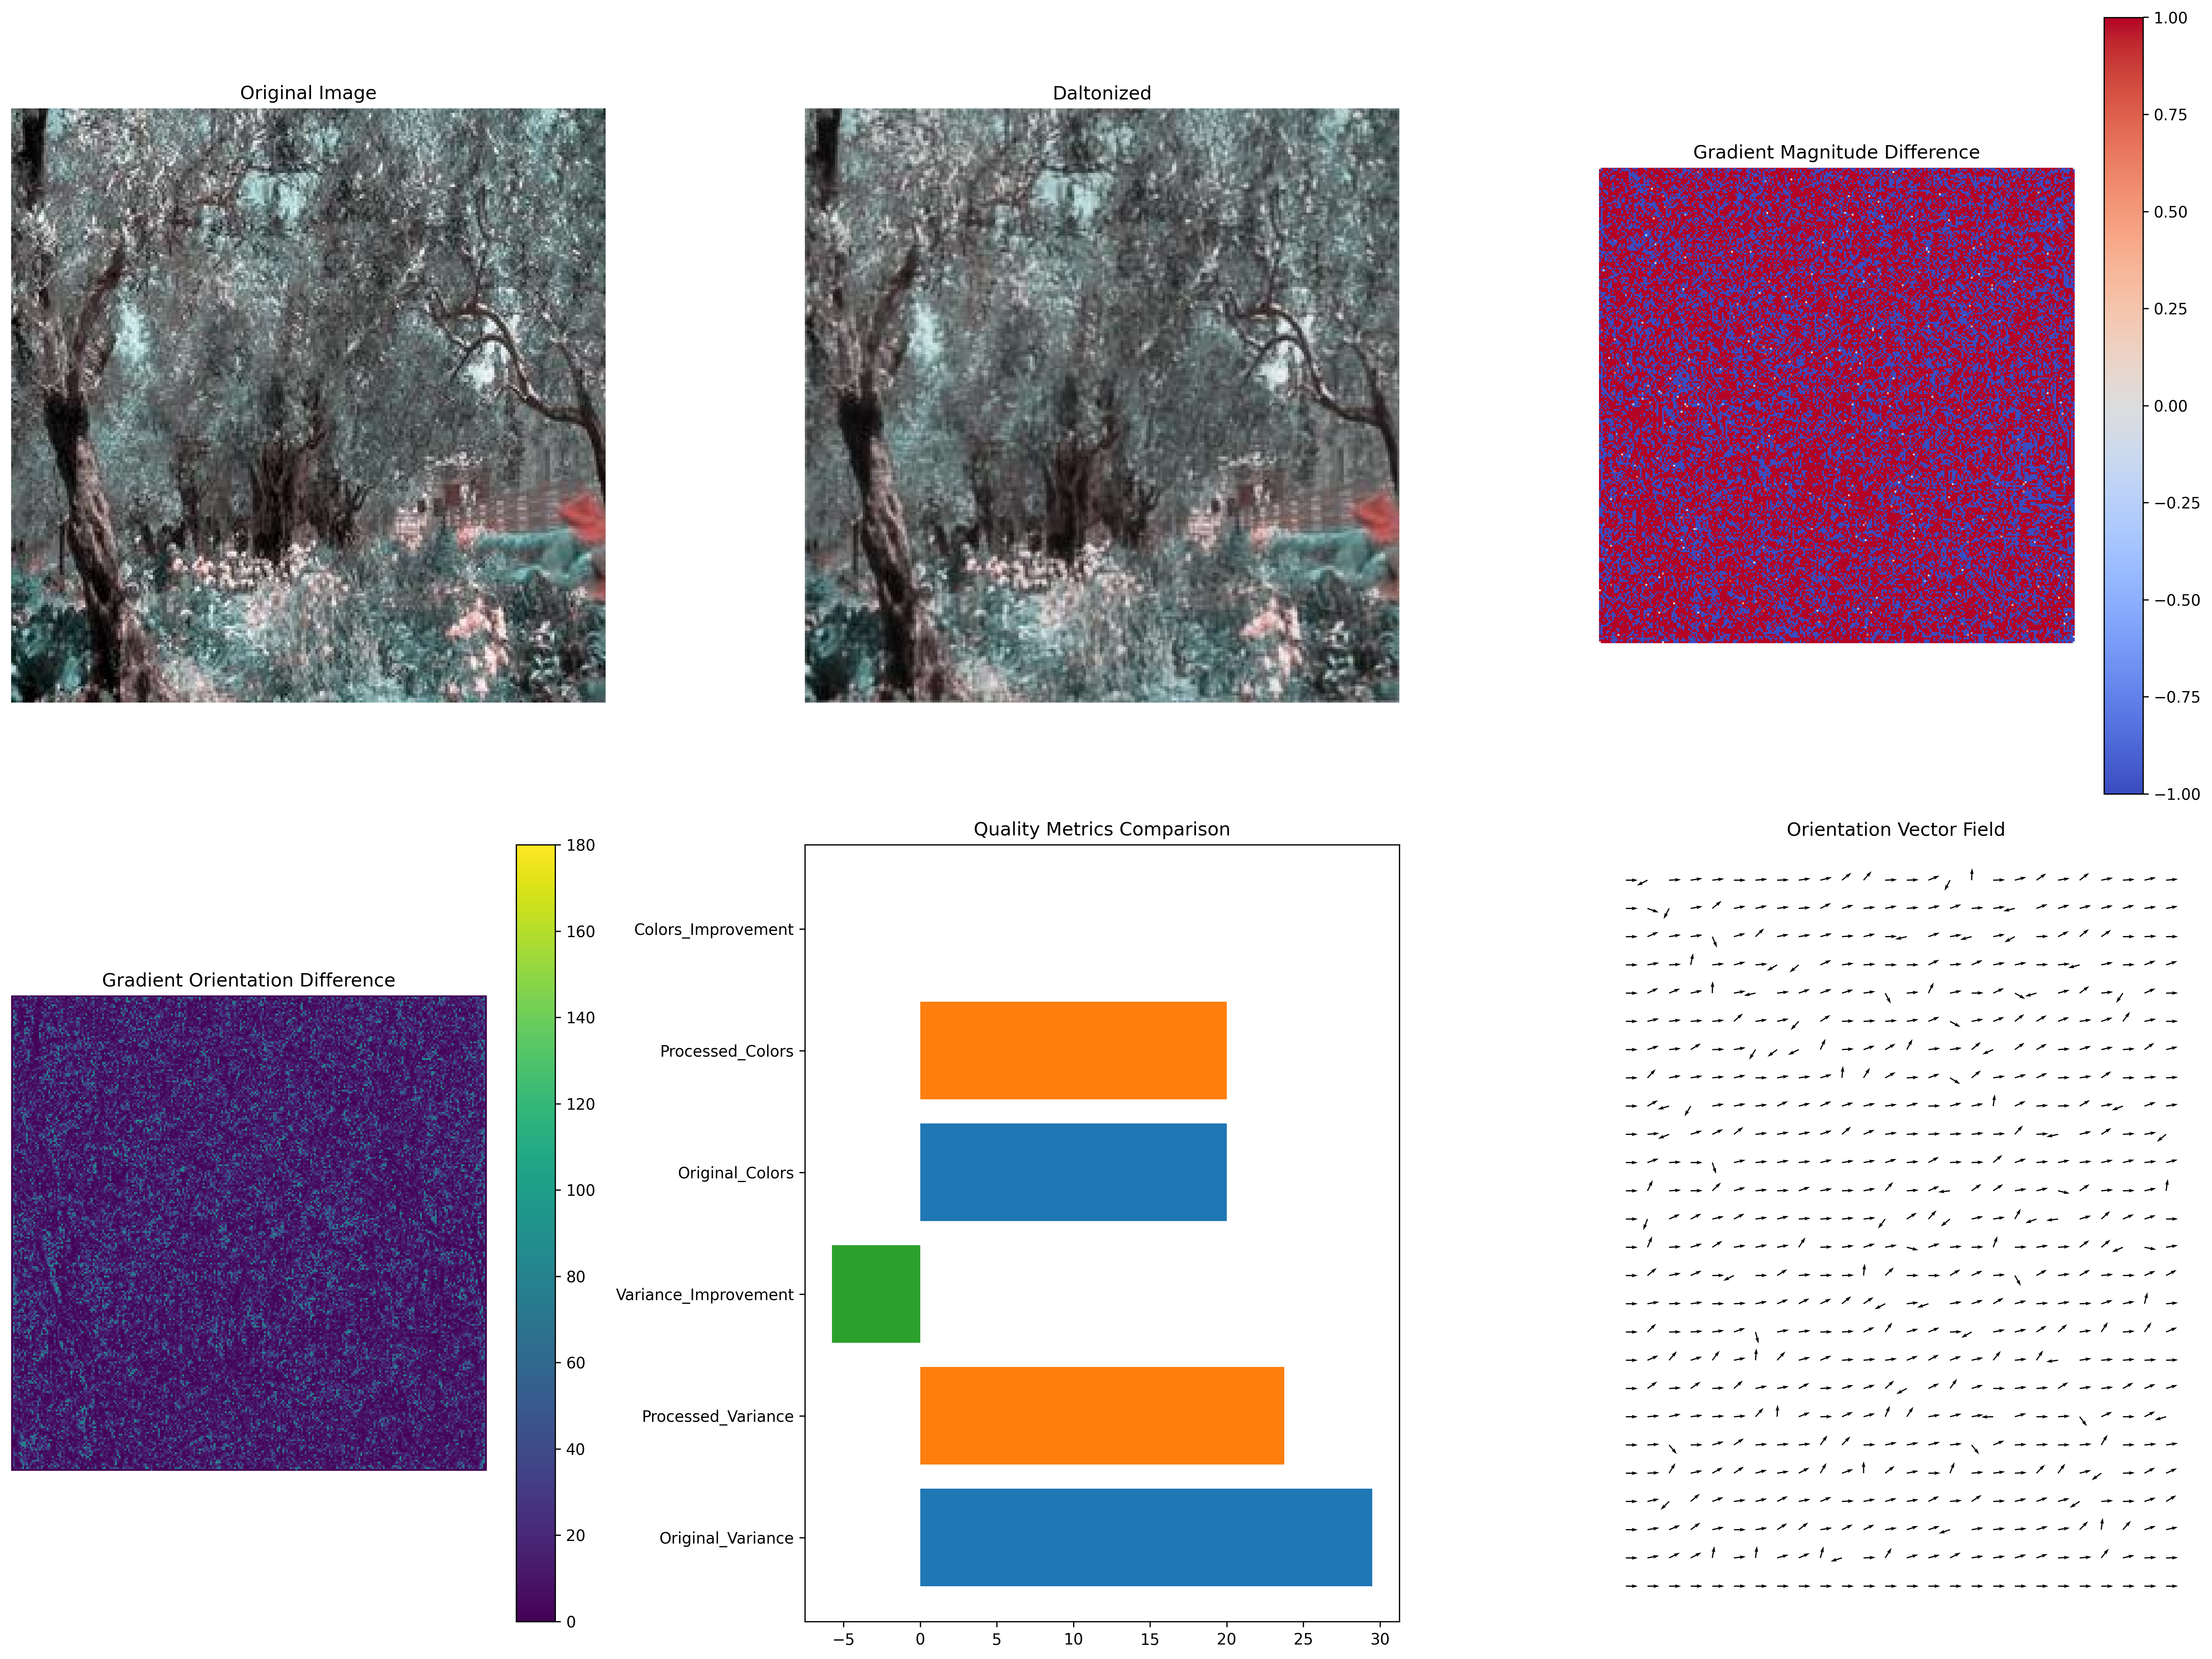 Original Image
Daltonized
Gradient Magnitude Difference
1.00
0.75
0.50
0.25
0.00
−0.25
−0.50
−0.75
−1.00
Gradient Orientation Difference
180
160
140
120
100
80
60
40
20
0
Quality Metrics Comparison
Colors_Improvement
Processed_Colors
Original_Colors
Variance_Improvement
Processed_Variance
Original_Variance
−5 0 5 10 15 20 25 30
Orientation Vector Field